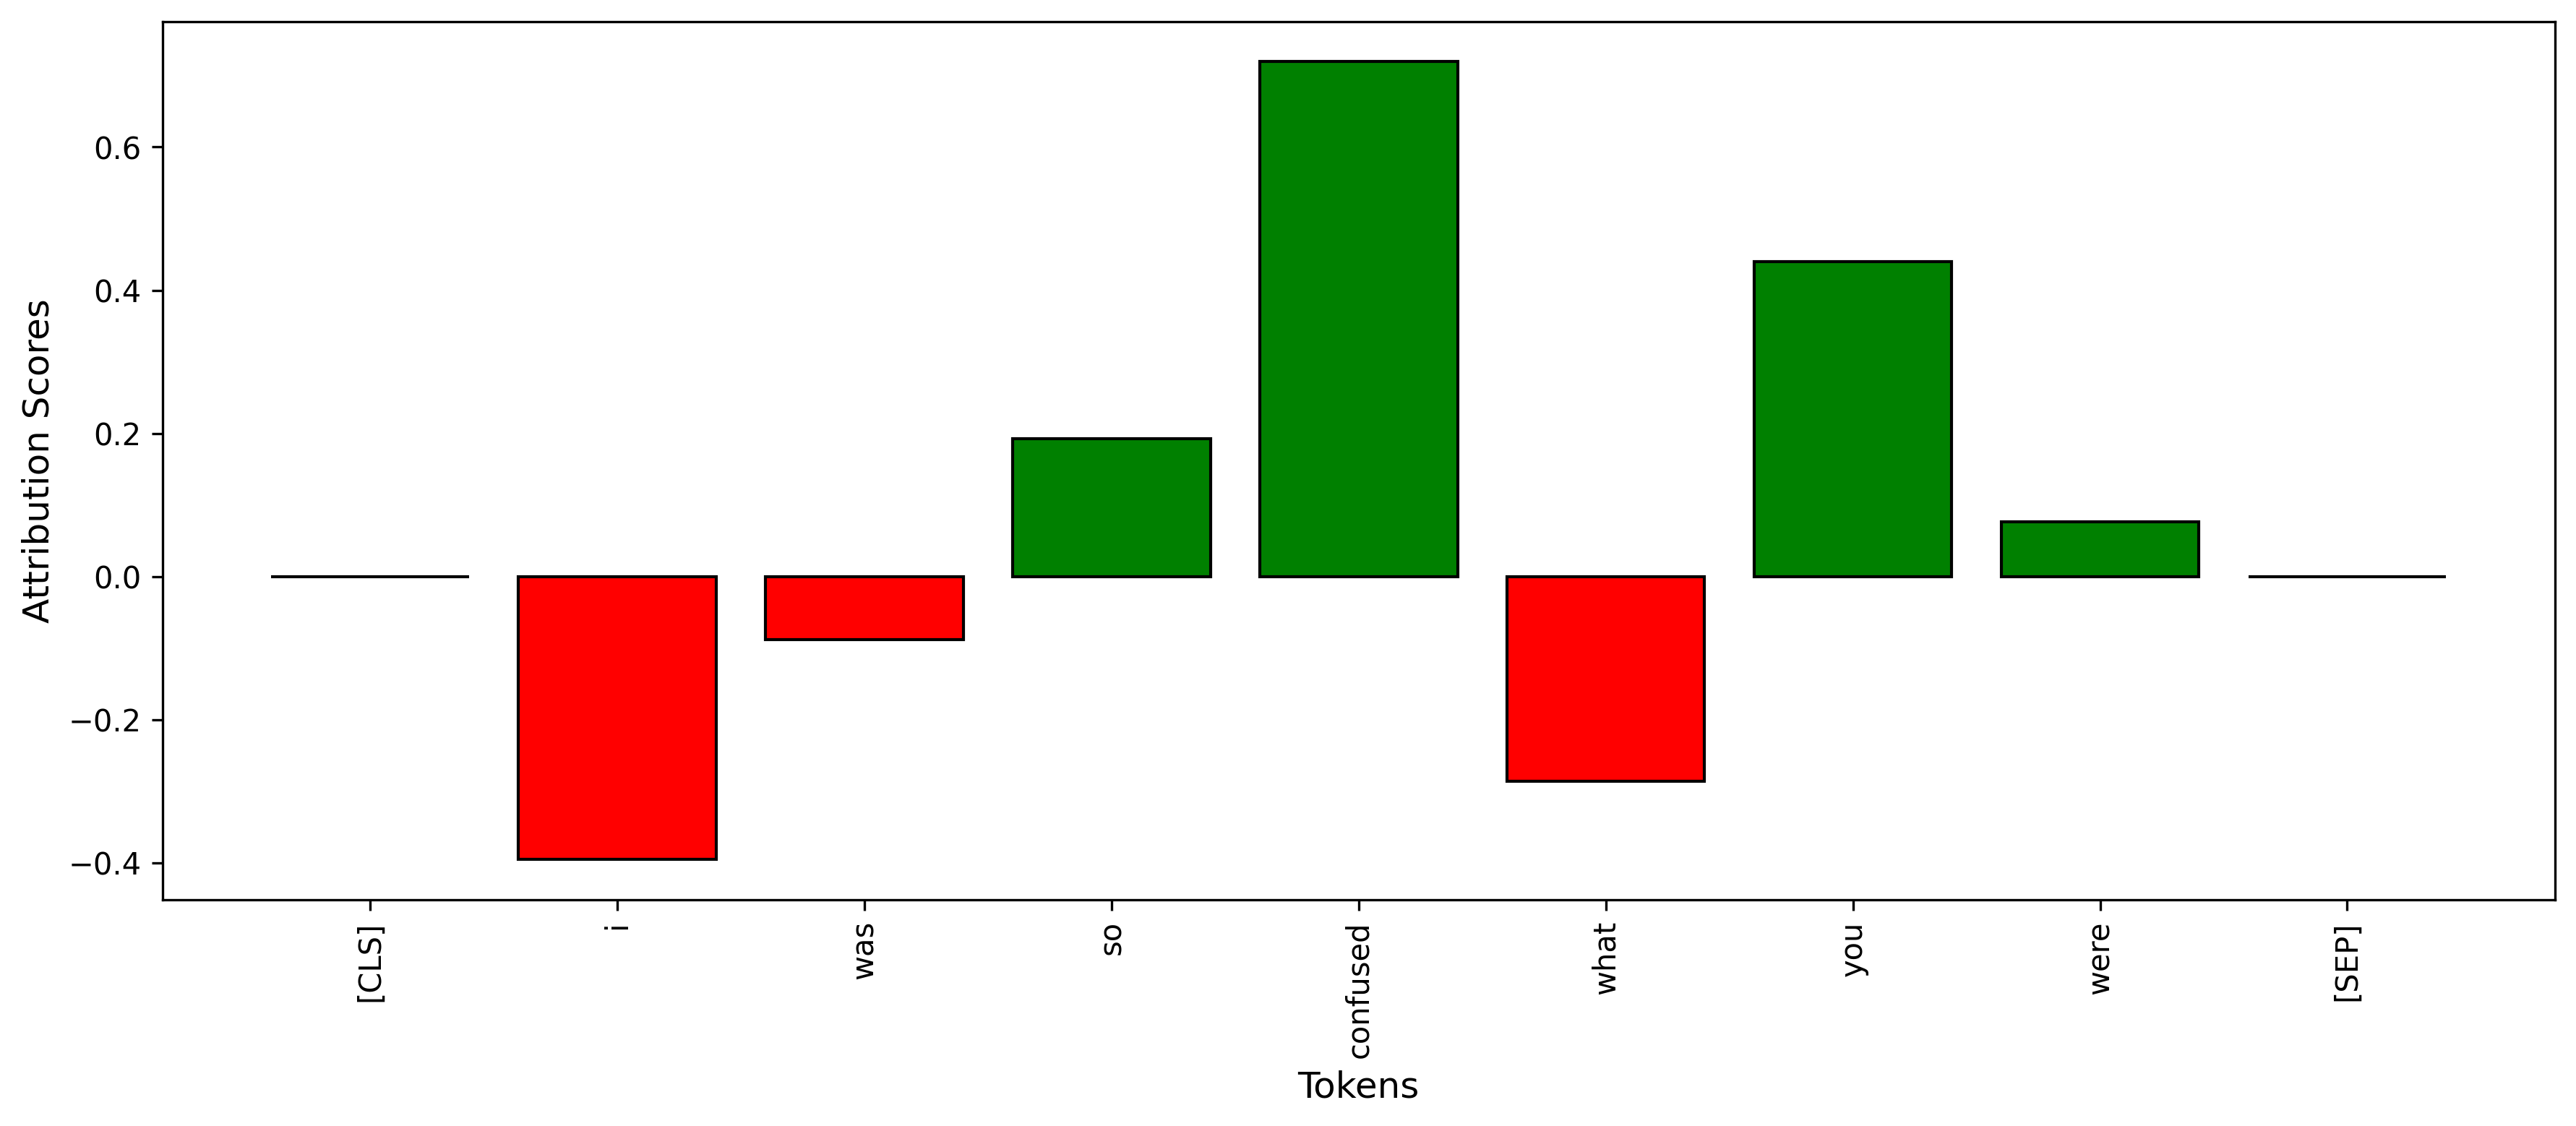 Attribution Scores
0.6
0.4
0.2
0.0
−0.2
−0.4
[CLS]
i
was
so
confused
what
you
were
[SEP]
Tokens